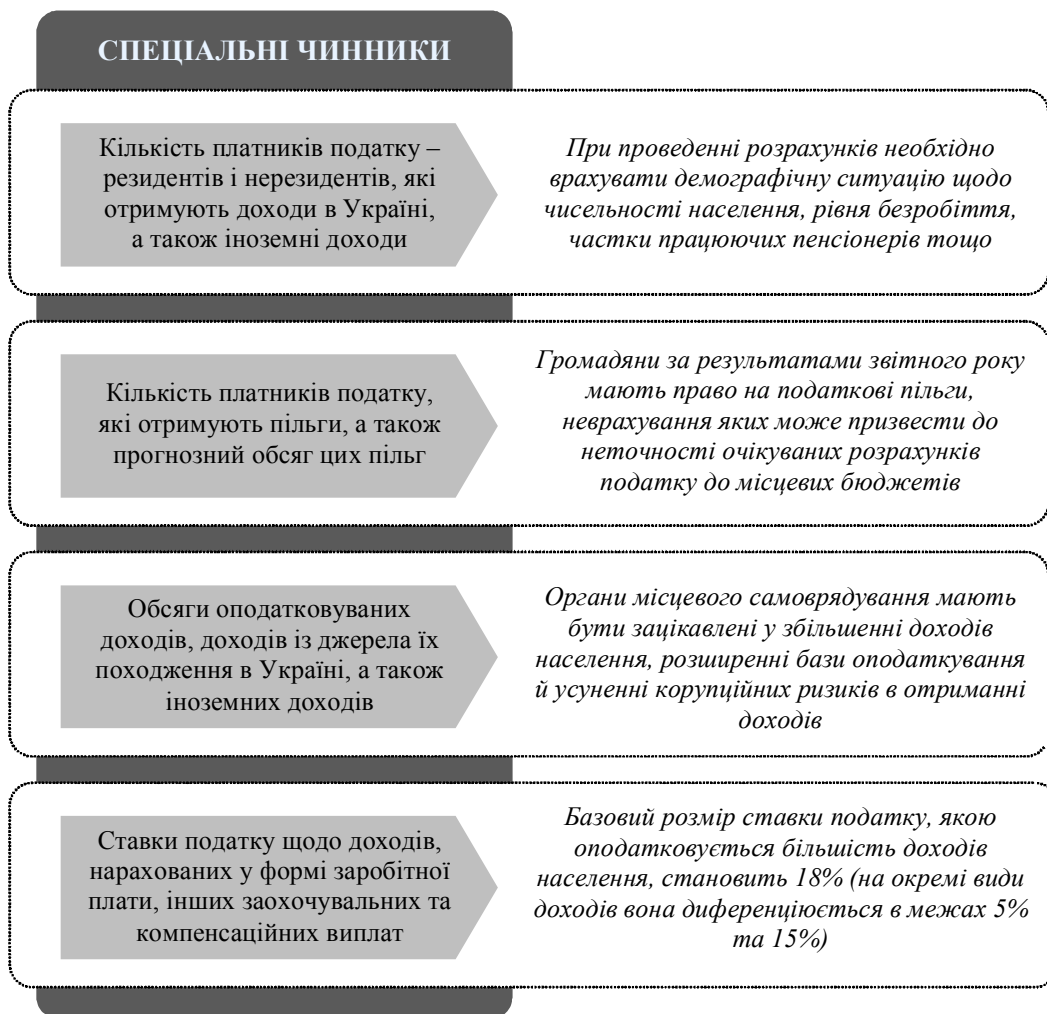 СПЕЦІАЛЬНІ ЧИННИКИ
Кількість платників податку –
резидентів і нерезидентів, які
отримують доходи в Україні,
а також іноземні доходи
При проведенні розрахунків необхідно
врахувати демографічну ситуацію щодо
чисельності населення, рівня безробіття,
частки працюючих пенсіонерів тощо
Кількість платників податку,
які отримують пільги, а також
прогнозний обсяг цих пільг
Громадяни за результатами звітного року
мають право на податкові пільги,
неврахування яких може призвести до
неточності очікуваних розрахунків
податку до місцевих бюджетів
Обсяги оподатковуваних
доходів, доходів із джерела їх
походження в Україні, а також
іноземних доходів
Органи місцевого самоврядування мають
бути зацікавлені у збільшенні доходів
населення, розширенні бази оподаткування
й усуненні корупційних ризиків в отриманні
доходів
Ставки податку щодо доходів,
нарахованих у формі заробітної
плати, інших заохочувальних та
компенсаційних виплат
Базовий розмір ставки податку, якою
оподатковується більшість доходів
населення, становить 18% (на окремі види
доходів вона диференціюється в межах 5%
та 15%)